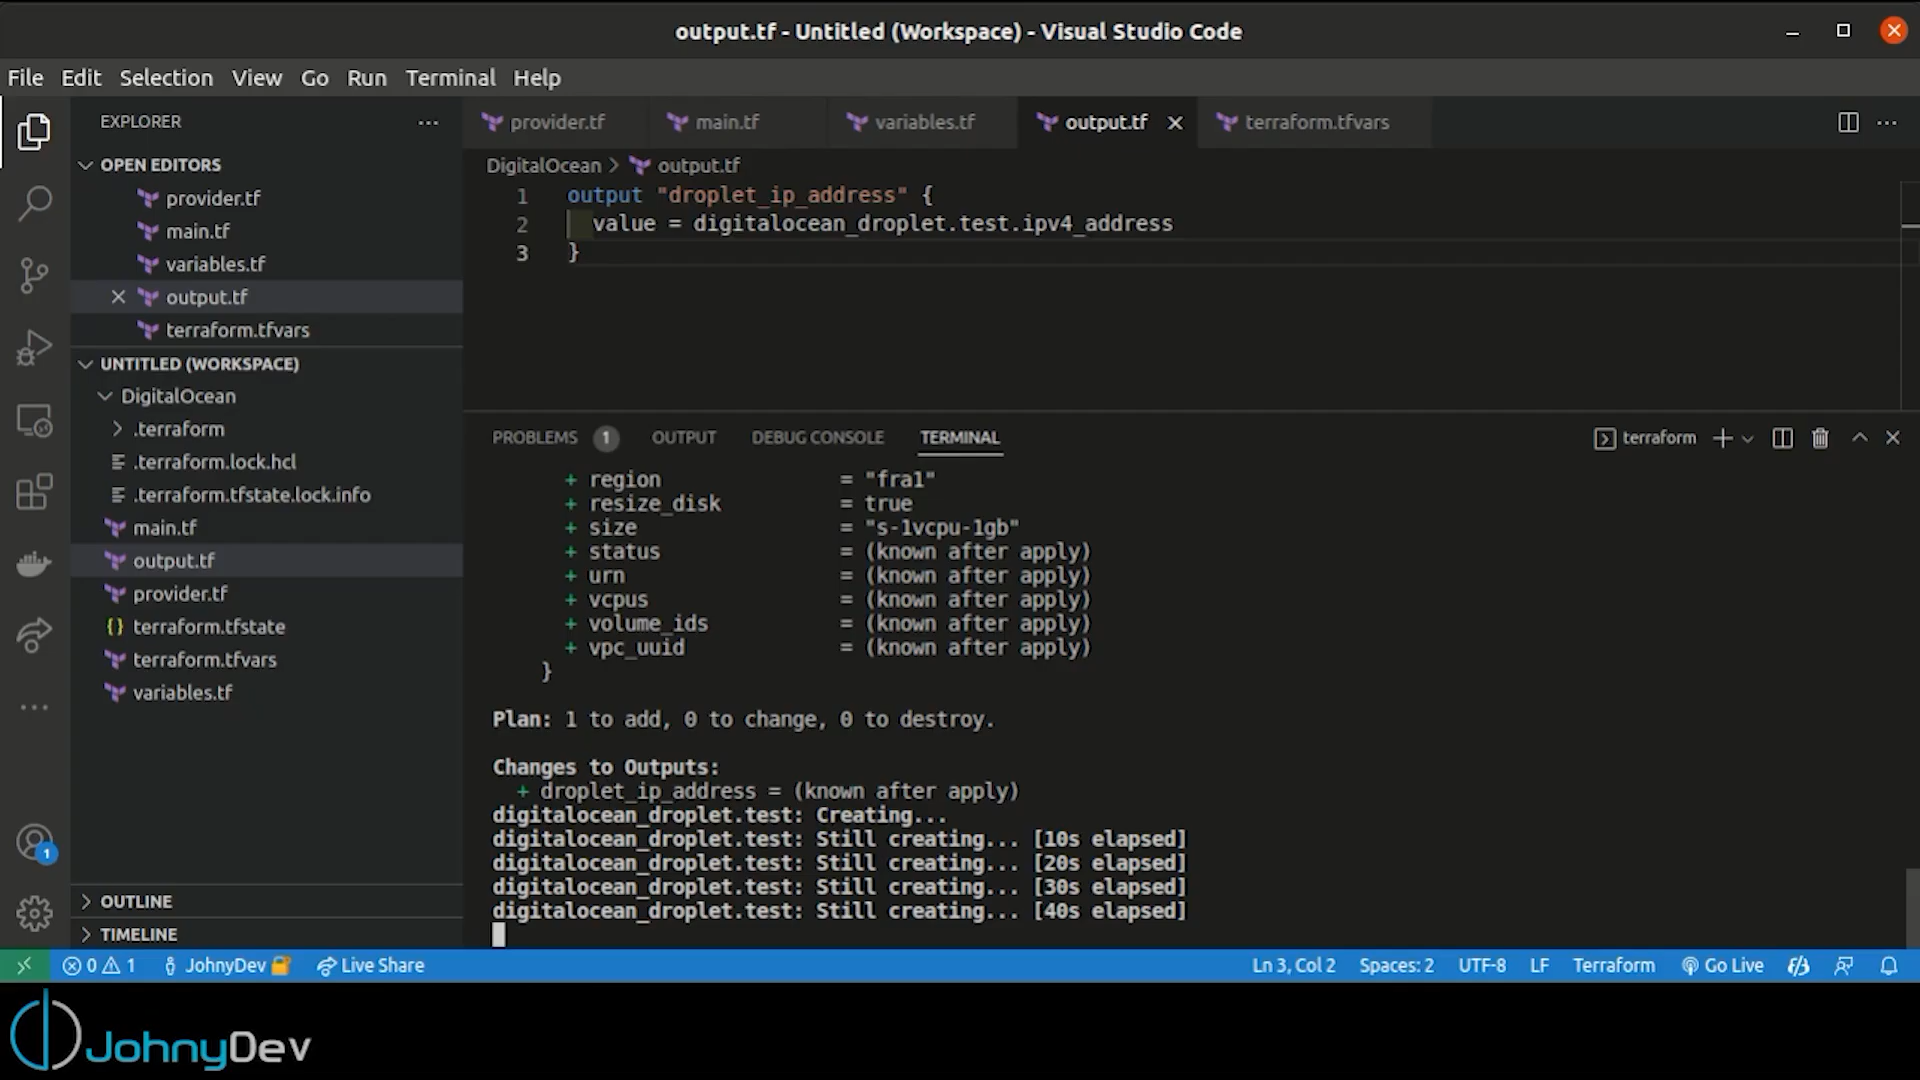 output.tf - Untitled (Workspace) - Visual Studio Code
File Edit Selection View Go Run Terminal Help
EXPLORER
OPEN EDITORS
provider.tf
main.tf
variables.tf
output.tf
terraform.tfvars
UNTITLED (WORKSPACE)
DigitalOcean
.terraform
.terraform.lock.hcl
.terraform.tfstate.lock.info
main.tf
output.tf
provider.tf
terraform.tfstate
terraform.tfvars
variables.tf
OUTLINE
TIMELINE
1
provider.tf main.tf variables.tf output.tf terraform.tfvars
DigitalOcean > output.tf
1 output "droplet_ip_address" {
2 value = digitalocean_droplet.test.ipv4_address
3 }
PROBLEMS 1 OUTPUT DEBUG CONSOLE TERMINAL terraform
+ region = "fra1"
+ resize_disk = true
+ size = "s-1vcpu-1gb"
+ status = (known after apply)
+ urn = (known after apply)
+ vcpus = (known after apply)
+ volume_ids = (known after apply)
+ vpc_uuid = (known after apply)
}
Plan: 1 to add, 0 to change, 0 to destroy.
Changes to Outputs:
+ droplet_ip_address = (known after apply)
digitalocean_droplet.test: Creating...
digitalocean_droplet.test: Still creating... [10s elapsed]
digitalocean_droplet.test: Still creating... [20s elapsed]
digitalocean_droplet.test: Still creating... [30s elapsed]
digitalocean_droplet.test: Still creating... [40s elapsed]
0 1 JohnyDev Live Share Ln 3, Col 2 Spaces: 2 UTF-8 LF Terraform Go Live
JohnyDev